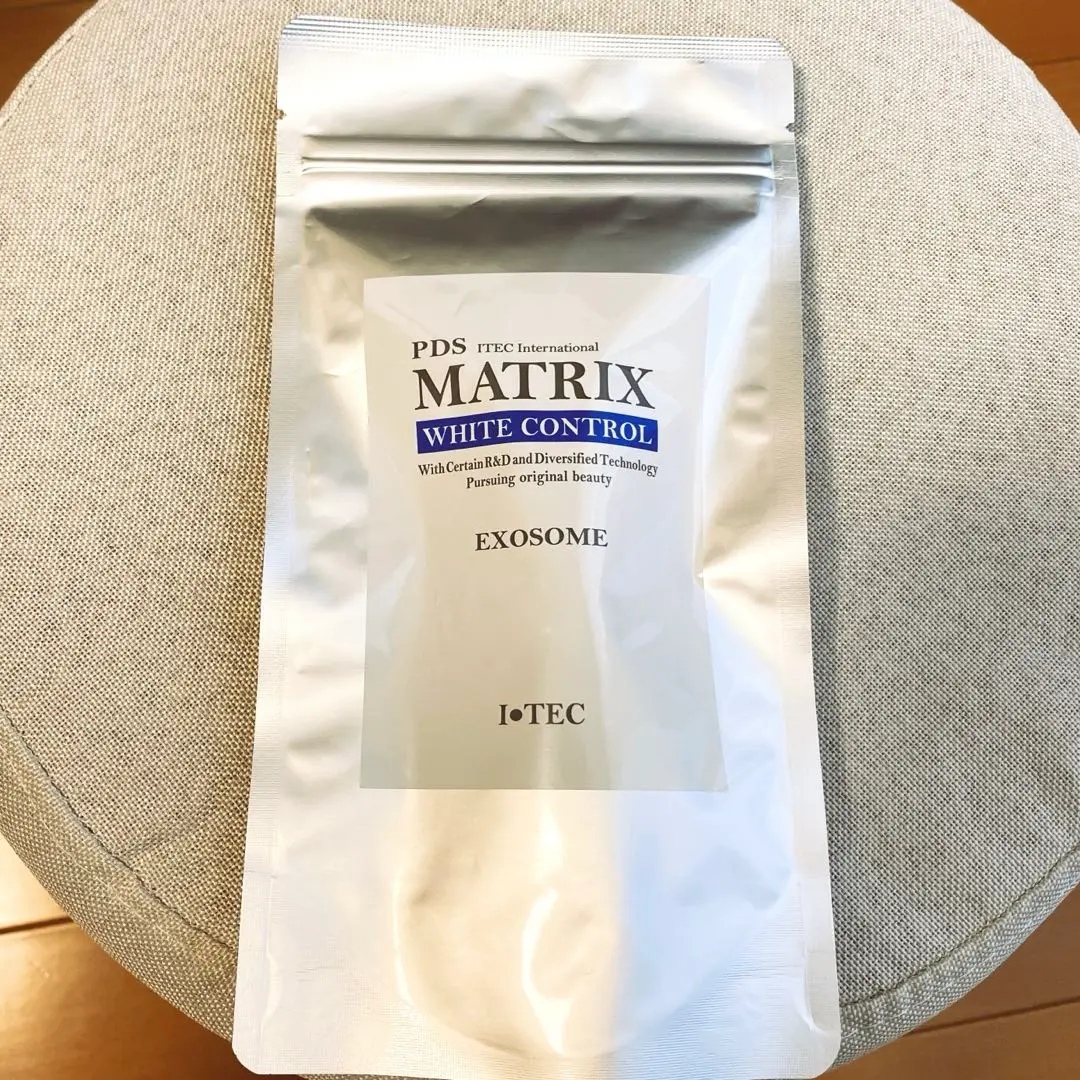 PDS ITEC International
MATRIX
WHITE CONTROL
With Certain R&D and Diversified Technology
Pursuing original beauty
EXOSOME
I•TEC